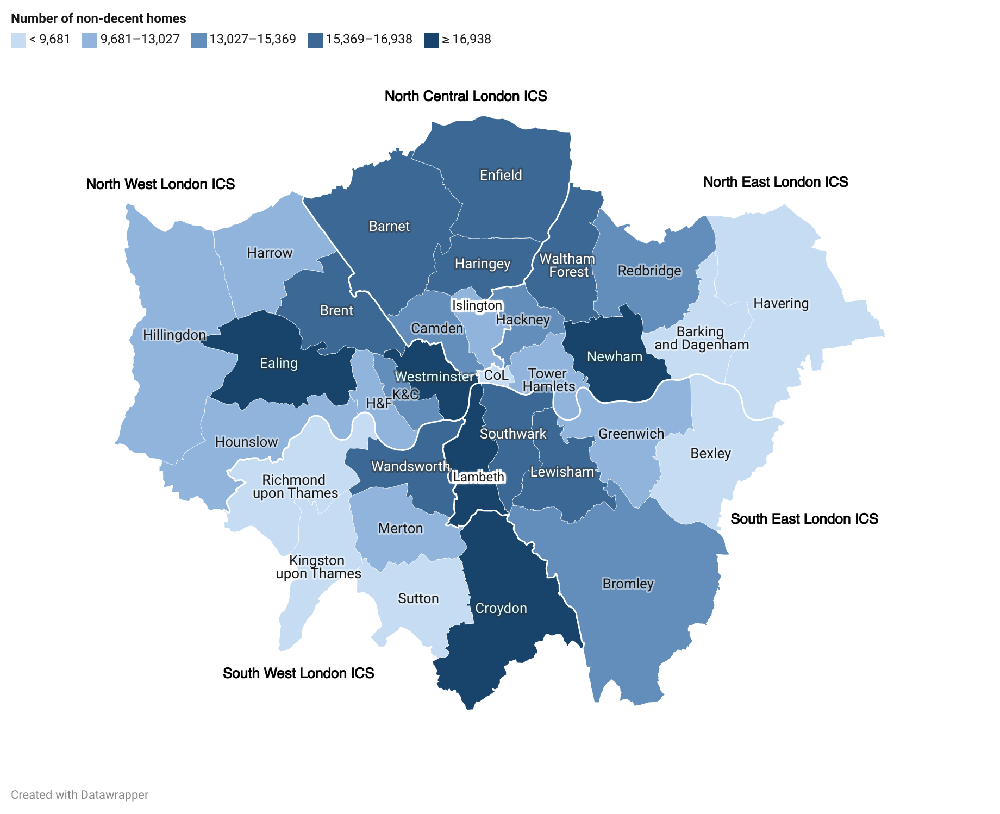 Number of non-decent homes
< 9,681 9,681–13,027 13,027–15,369 15,369–16,938 ≥ 16,938
North Central London ICS
Enfield
North West London ICS
North East London ICS
Barnet
Harrow
Haringey
Waltham
Forest
Redbridge
Havering
Islington
Brent
Hackney
Camden
Hillingdon
Barking
and Dagenham
Ealing
Newham
Westminster
CoL
Tower
Hamlets
K&C
H&F
Hounslow
Southwark
Greenwich
Bexley
Wandsworth
Lambeth
Lewisham
Richmond
upon Thames
South East London ICS
Merton
Kingston
upon Thames
Bromley
Sutton
Croydon
South West London ICS
Created with Datawrapper